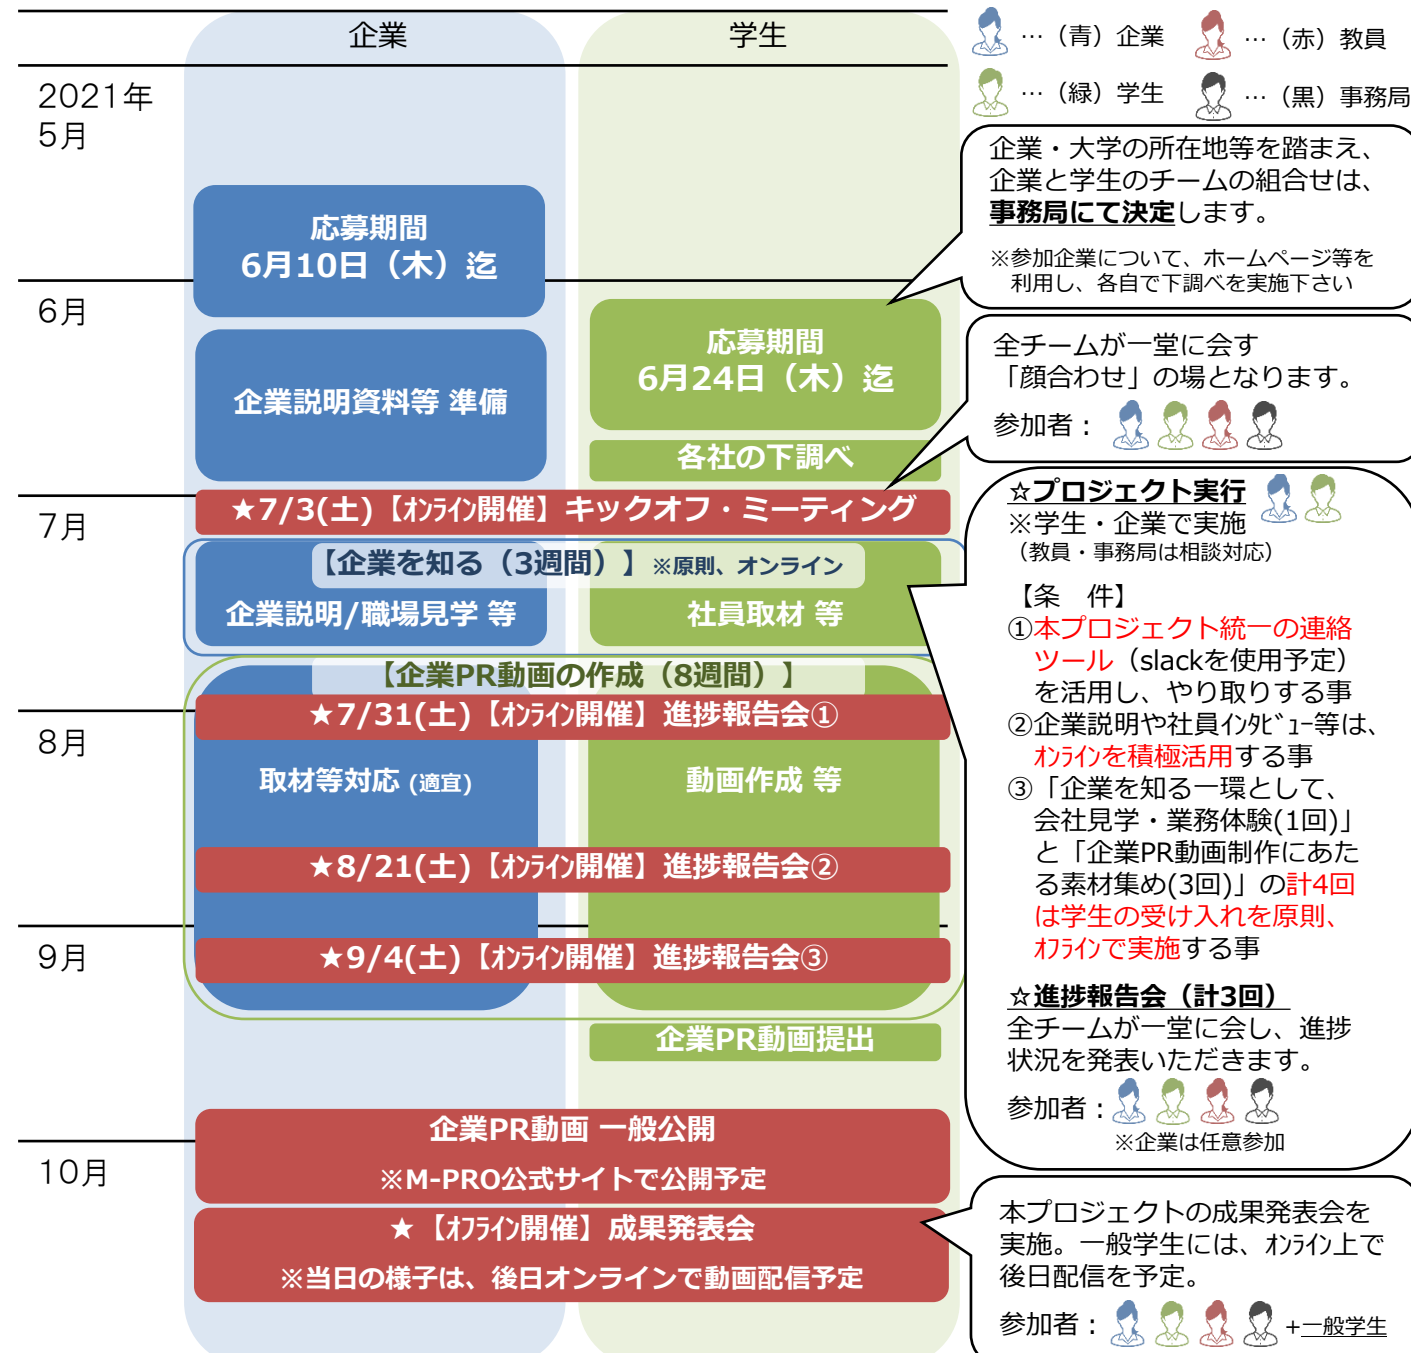 企業
学生
…（青）企業
…（赤）教員
…（緑）学生
…（黒）事務局
2021年
5月
応募期間
6月10日（木）迄
企業・大学の所在地等を踏まえ、
企業と学生のチームの組合せは、
事務局にて決定します。
※参加企業について、ホームページ等を
利用し、各自で下調べを実施下さい
6月
企業説明資料等 準備
応募期間
6月24日（木）迄
各社の下調べ
全チームが一堂に会す
「顔合わせ」の場となります。
参加者：
7月
★7/3(土)【ｵﾝﾗｲﾝ開催】キックオフ・ミーティング
【企業を知る（3週間）】※原則、オンライン
企業説明/職場見学 等
社員取材 等
【企業PR動画の作成（8週間）】
★7/31(土)【ｵﾝﾗｲﾝ開催】進捗報告会①
8月
取材等対応 (適宜)
動画作成 等
★8/21(土)【ｵﾝﾗｲﾝ開催】進捗報告会②
9月
★9/4(土)【ｵﾝﾗｲﾝ開催】進捗報告会③
企業PR動画提出
☆プロジェクト実行
※学生・企業で実施
（教員・事務局は相談対応）
【条　件】
①本プロジェクト統一の連絡
ツール（slackを使用予定）
を活用し、やり取りする事
②企業説明や社員ｲﾝﾀﾋﾞｭｰ等は、
ｵﾝﾗｲﾝを積極活用する事
③「企業を知る一環として、
会社見学・業務体験(1回)」
と「企業PR動画制作にあた
る素材集め(3回)」の計4回
は学生の受け入れを原則、
ｵﾌﾗｲﾝで実施する事
☆進捗報告会（計3回）
全チームが一堂に会し、進捗
状況を発表いただきます。
参加者：
※企業は任意参加
10月
企業PR動画 一般公開
※M-PRO公式サイトで公開予定
★【ｵﾌﾗｲﾝ開催】成果発表会
※当日の様子は、後日オンラインで動画配信予定
本プロジェクトの成果発表会を
実施。一般学生には、ｵﾝﾗｲﾝ上で
後日配信を予定。
参加者：
+一般学生